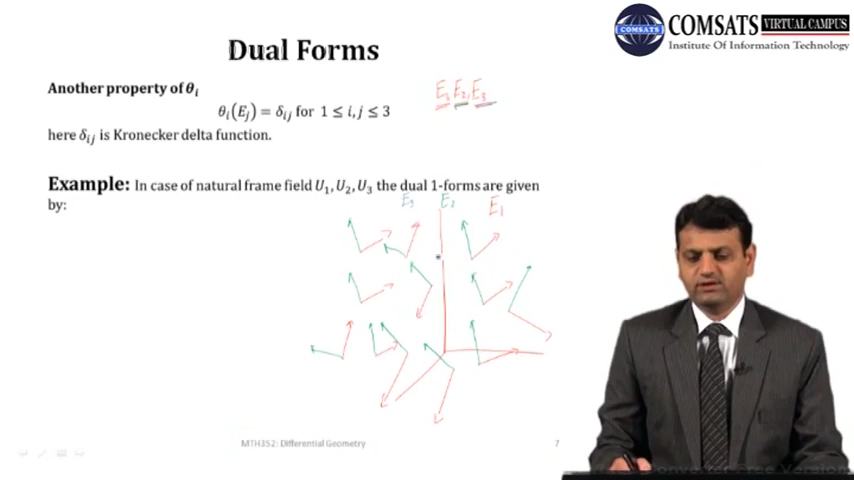 COMSATS
COMSATS VIRTUAL CAMPUS
Institute Of Information Technology
Dual Forms
Another property of θᵢ
E₁ E₂, E₃
θᵢ(Eⱼ) = δᵢⱼ for 1 ≤ i, j ≤ 3
here δᵢⱼ is Kronecker delta function.
Example: In case of natural frame field U₁, U₂, U₃ the dual 1-forms are given
by:
E₃ E₂ E₁
MTH352: Differential Geometry
7